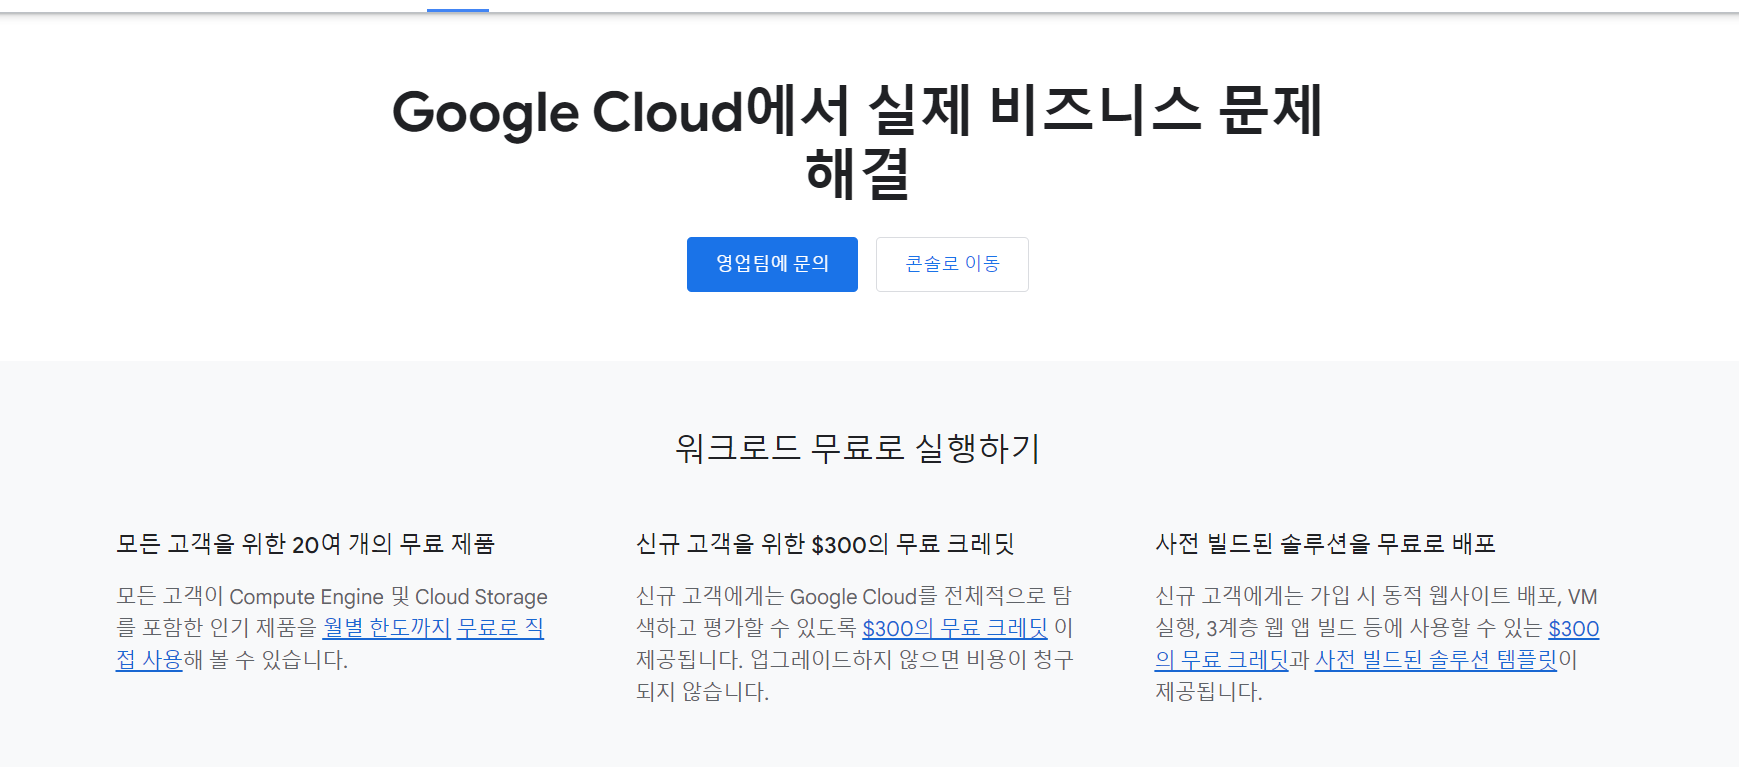 Google Cloud에서 실제 비즈니스 문제
해결
영업팀에 문의
콘솔로 이동
워크로드 무료로 실행하기
모든 고객을 위한 20여 개의 무료 제품
모든 고객이 Compute Engine 및 Cloud Storage
를 포함한 인기 제품을 월별 한도까지 무료로 직
접 사용해 볼 수 있습니다.
신규 고객을 위한 $300의 무료 크레딧
신규 고객에게는 Google Cloud를 전체적으로 탐
색하고 평가할 수 있도록 $300의 무료 크레딧 이
제공됩니다. 업그레이드하지 않으면 비용이 청구
되지 않습니다.
사전 빌드된 솔루션을 무료로 배포
신규 고객에게는 가입 시 동적 웹사이트 배포, VM
실행, 3계층 웹 앱 빌드 등에 사용할 수 있는 $300
의 무료 크레딧과 사전 빌드된 솔루션 템플릿이
제공됩니다.